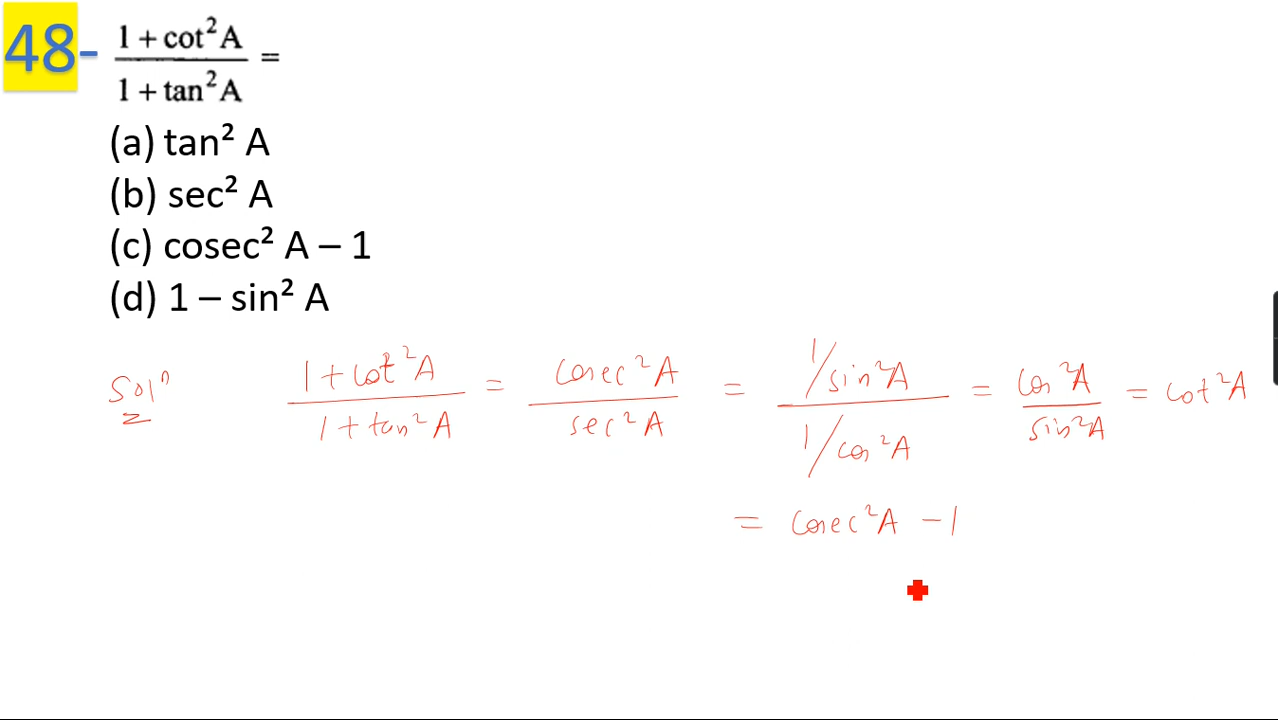 48- (1 + cot²A)/(1 + tan²A) =
(a) tan² A
(b) sec² A
(c) cosec² A – 1
(d) 1 – sin² A
Solⁿ (1 + cot²A)/(1 + tan²A) = (cosec²A)/(sec²A) = (1/sin²A)/(1/cos²A) = (cos²A)/(sin²A) = cot²A
= cosec²A - 1